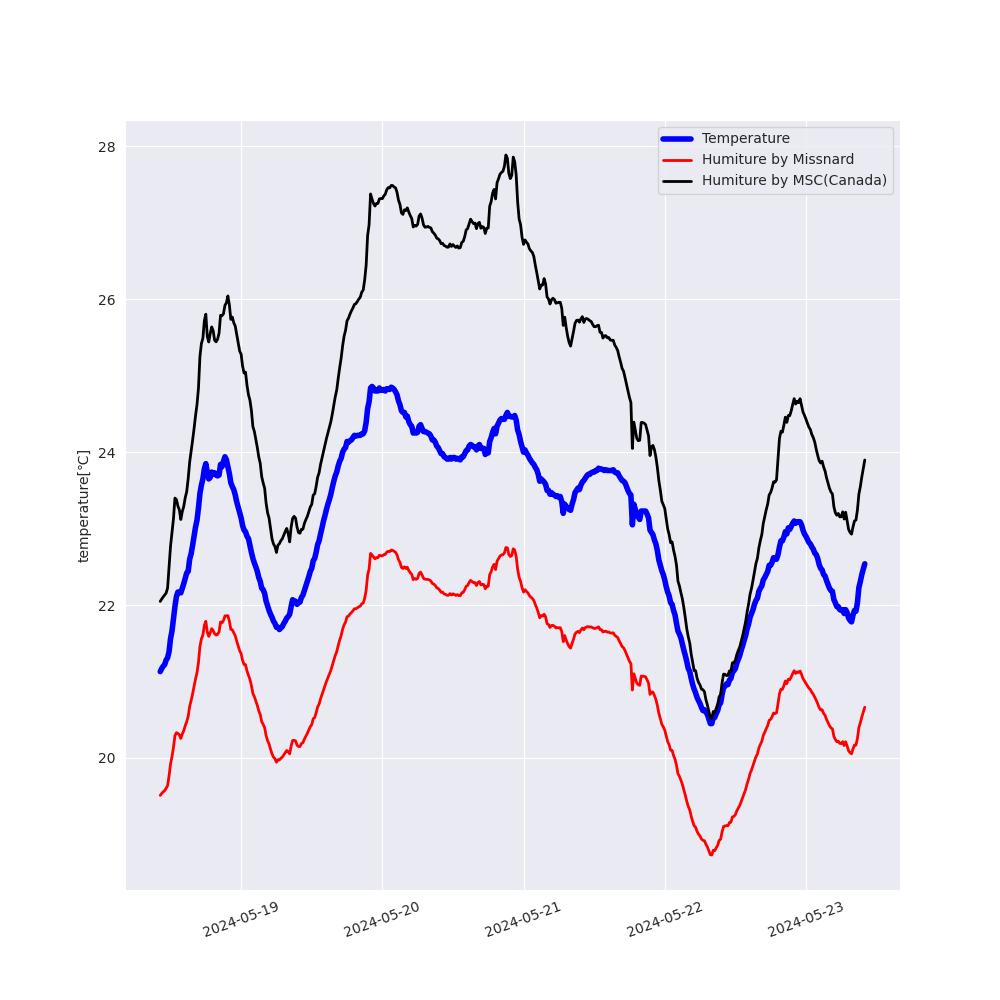 28
26
24
22
20
temperature[℃]
Temperature
Humiture by Missnard
Humiture by MSC(Canada)
2024-05-19
2024-05-20
2024-05-21
2024-05-22
2024-05-23